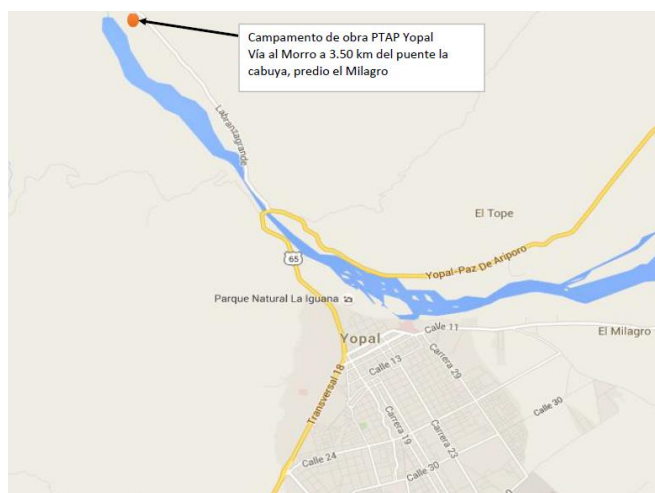 Campamento de obra PTAP Yopal
Vía al Morro a 3.50 km del puente la
cabuya, predio el Milagro
Labranzagrande
El Tope
65
Yopal-Paz De Ariporo
Parque Natural La Iguana
Yopal
Calle 11
El Milagro
Calle 13
Carrera 29
Transversal 18
Carrera 19
Carrera 23
Calle 30
Calle 24
Calle 30